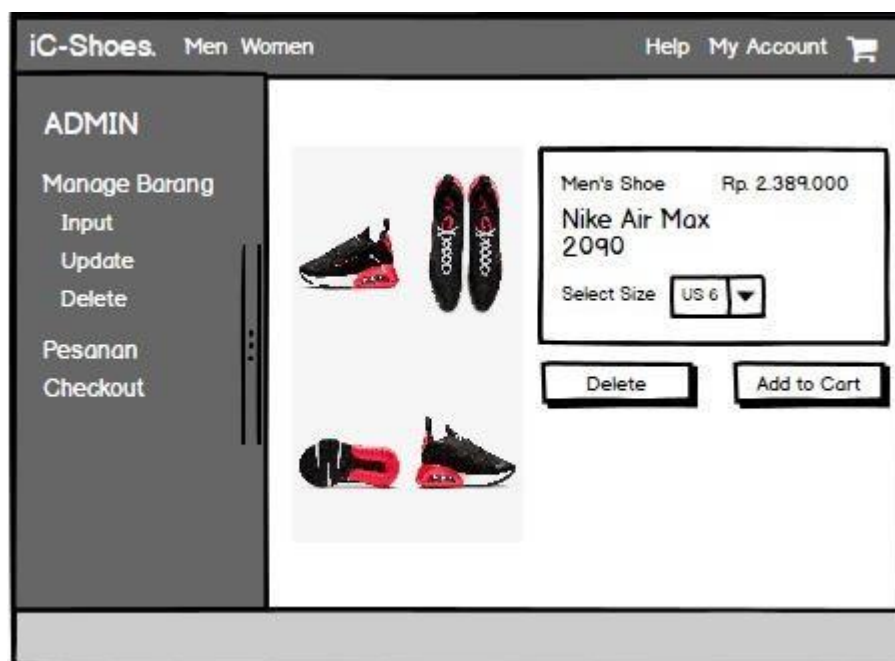 iC-Shoes. Men Women Help My Account
ADMIN
Manage Barang
Input
Update
Delete
Pesanan
Checkout
Men's Shoe Rp. 2.389.000
Nike Air Max
2090
Select Size US 6
Delete Add to Cart